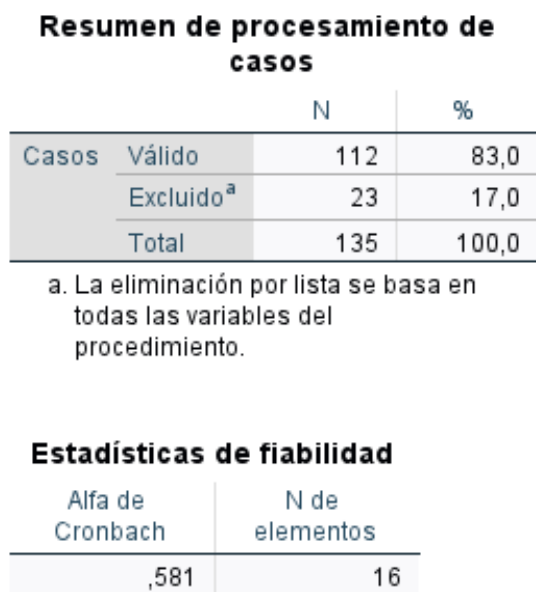 Resumen de procesamiento de
casos
N %
Casos Válido 112 83,0
Excluidoª 23 17,0
Total 135 100,0
a. La eliminación por lista se basa en
todas las variables del
procedimiento.
Estadísticas de fiabilidad
Alfa de N de
Cronbach elementos
,581 16